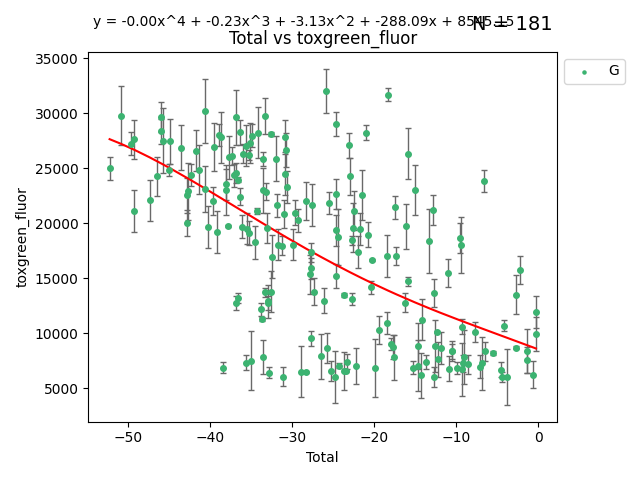 y = -0.00x^4 + -0.23x^3 + -3.13x^2 + -288.09x +
N = 181
Total vs toxgreen_fluor
G
35000
30000
25000
20000
15000
10000
5000
toxgreen_fluor
−50 −40 −30 −20 −10 0
Total